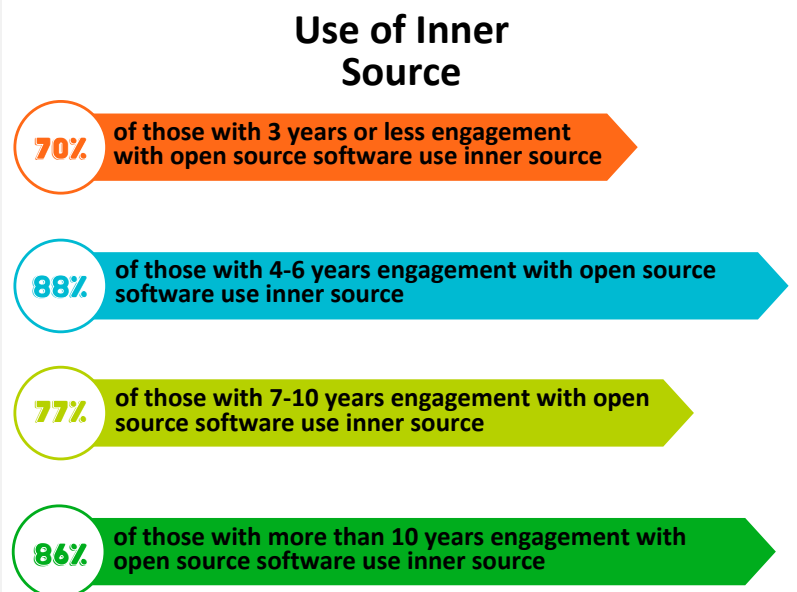 Use of Inner
Source
70%
of those with 3 years or less engagement
with open source software use inner source
88%
of those with 4-6 years engagement with open source
software use inner source
77%
of those with 7-10 years engagement with open
source software use inner source
86%
of those with more than 10 years engagement with
open source software use inner source